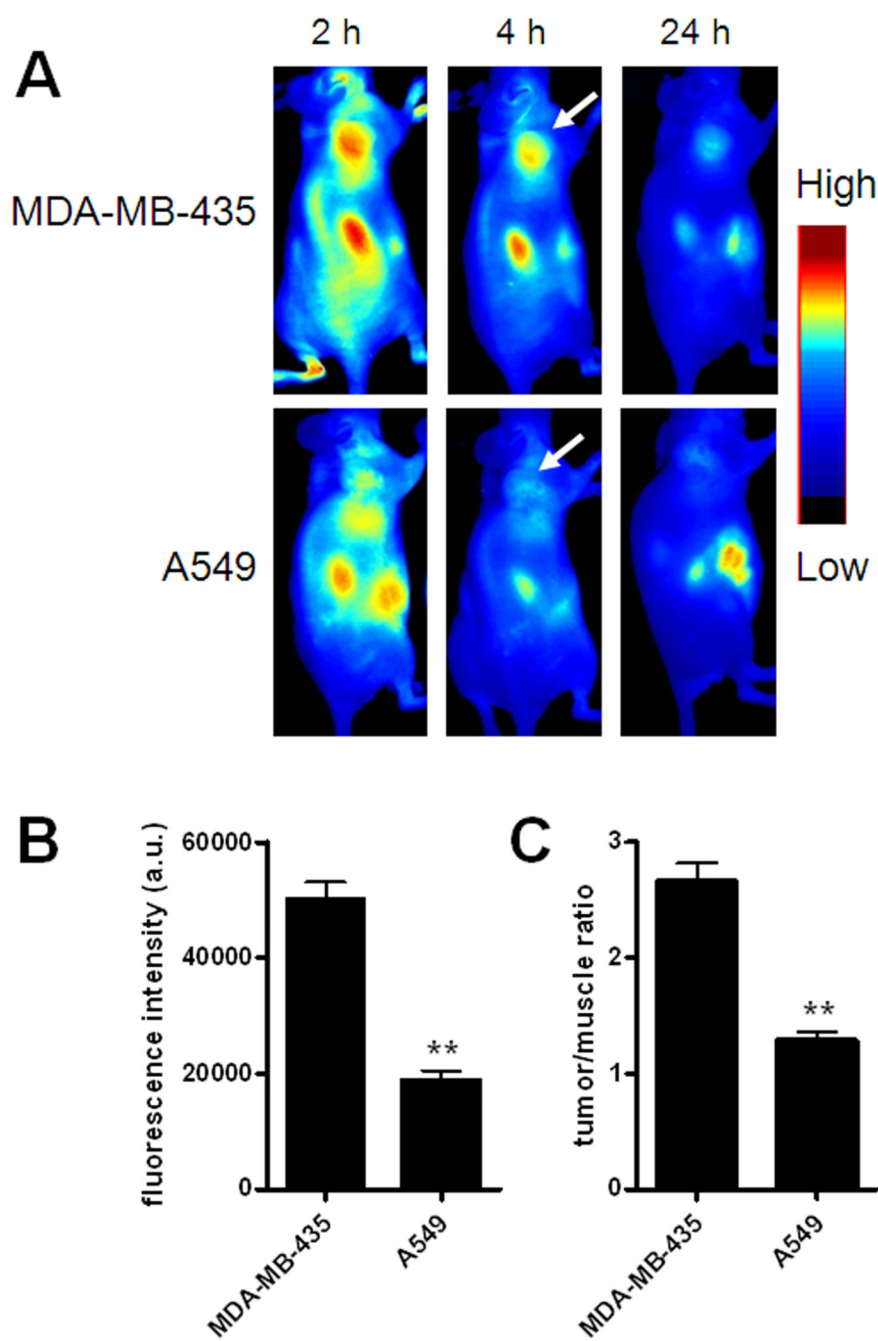 A
2 h 4 h 24 h
MDA-MB-435
A549
High
Low
B
fluorescence intensity (a.u.)
60000
40000
20000
0
**
MDA-MB-435
A549
C
tumor/muscle ratio
3
2
1
0
**
MDA-MB-435
A549